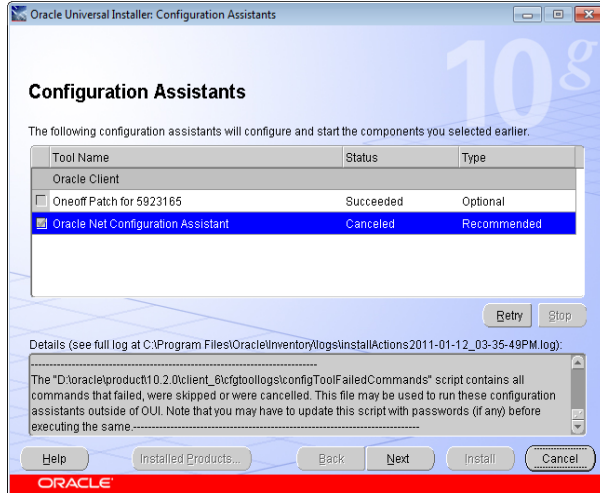 Oracle Universal Installer: Configuration Assistants
10g
Configuration Assistants
The following configuration assistants will configure and start the components you selected earlier.
Tool Name Status Type
Oracle Client
Oneoff Patch for 5923165 Succeeded Optional
Oracle Net Configuration Assistant Canceled Recommended
Retry Stop
Details (see full log at C:\Program Files\Oracle\Inventory\logs\installActions2011-01-12_03-35-49PM.log):
--------------------------------------------------------------------------
The "D:\oracle\product\10.2.0\client_6\cfgtoollogs\configToolFailedCommands" script contains all
commands that failed, were skipped or were cancelled. This file may be used to run these configuration
assistants outside of OUI. Note that you may have to update this script with passwords (if any) before
executing the same.--------------------------------------------------------------------------
Help Installed Products... Back Next Install Cancel
ORACLE